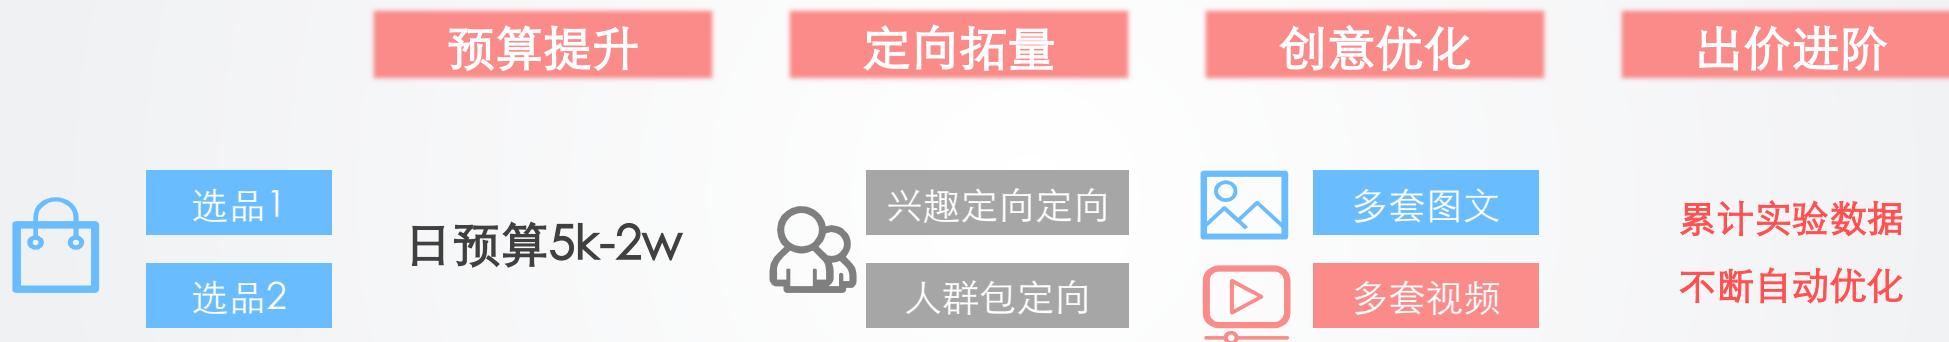 预算提升
定向拓量
创意优化
出价进阶
选品1
选品2
日预算5k-2w
兴趣定向定向
人群包定向
多套图文
多套视频
累计实验数据
不断自动优化